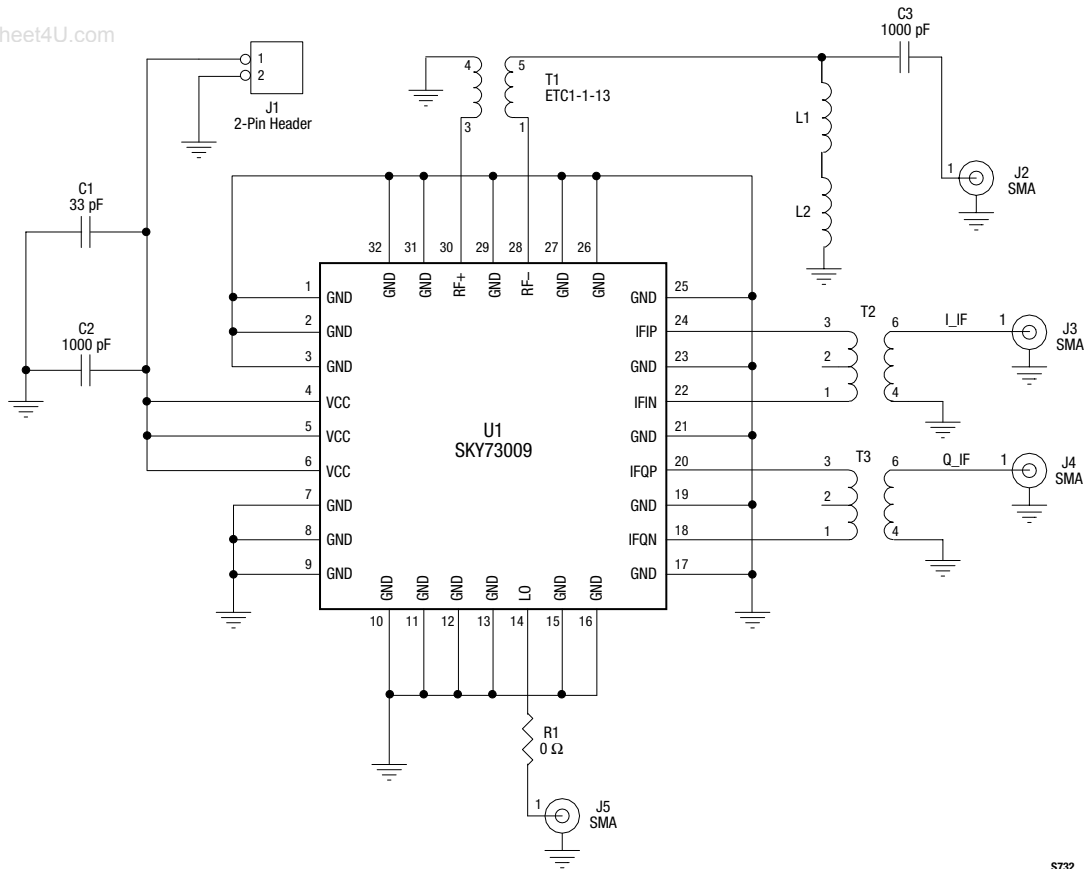 heet4U.com
C3
1000 pF
1
2
J1
2-Pin Header
4
5
T1
ETC1-1-13
3
1
L1
L2
1
J2
SMA
C1
33 pF
C2
1000 pF
32
31
30
29
28
27
26
GND
GND
RF+
GND
RF–
GND
GND
1
GND
2
GND
3
GND
4
VCC
5
VCC
6
VCC
7
GND
8
GND
9
GND
U1
SKY73009
GND
25
IFIP
24
GND
23
IFIN
22
GND
21
IFQP
20
GND
19
IFQN
18
GND
17
T2
3
2
1
6
4
I_IF
1
J3
SMA
T3
3
2
1
6
4
Q_IF
1
J4
SMA
GND
GND
GND
GND
LO
GND
GND
10
11
12
13
14
15
16
R1
0 Ω
1
J5
SMA
S732